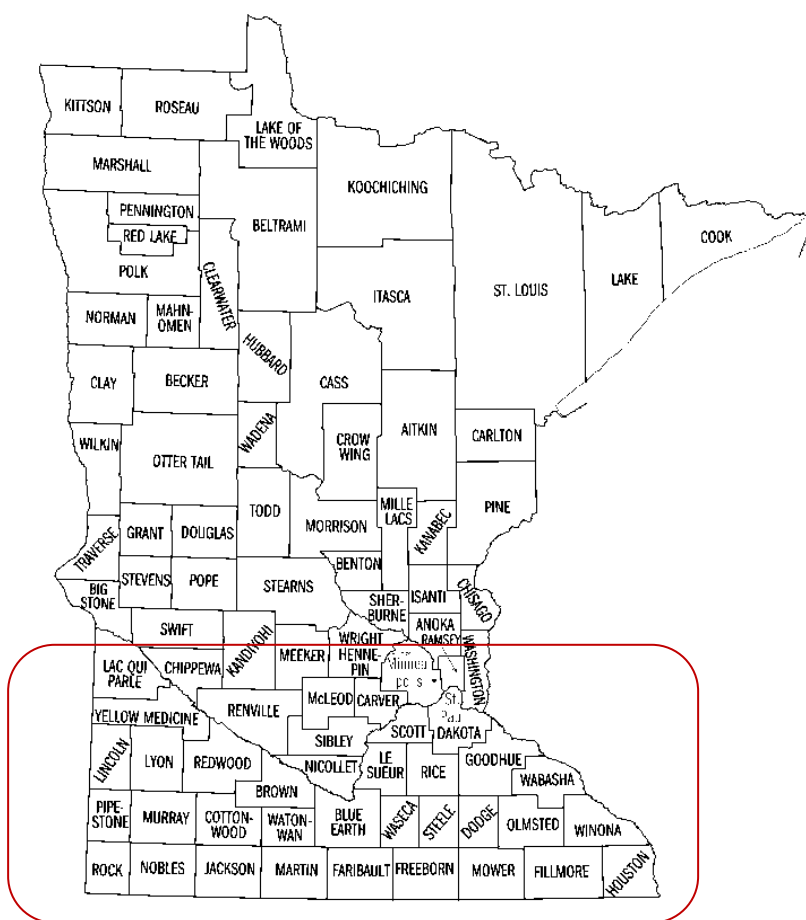 KITTSON
ROSEAU
LAKE OF
THE WOODS
MARSHALL
KOOCHICHING
PENNINGTON
RED LAKE
BELTRAMI
COOK
POLK
CLEARWATER
ITASCA
ST. LOUIS
LAKE
NORMAN
MAHN-
OMEN
HUBBARD
CLAY
BECKER
CASS
WADENA
AITKIN
CROW
WING
CARLTON
WILKIN
OTTER TAIL
TODD
MILLE
LACS
PINE
MORRISON
KANABEC
TRAVERSE
GRANT
DOUGLAS
BENTON
BIG
STONE
STEVENS
POPE
STEARNS
SHER-
BURNE
ISANTI
CHISAGO
SWIFT
KANDIYOHI
ANOKA
WRIGHT
RAMSEY
WASHINGTON
LAC QUI
PARLE
CHIPPEWA
MEEKER
HENNE-
PIN
RENVILLE
McLEOD
CARVER
St.
YELLOW MEDICINE
SCOTT
DAKOTA
SIBLEY
LINCOLN
LYON
REDWOOD
NICOLLET
LE
SUEUR
RICE
GOODHUE
WABASHA
BROWN
PIPE-
STONE
MURRAY
COTTON-
WOOD
WATON-
WAN
BLUE
EARTH
WASECA
STEELE
DODGE
OLMSTED
WINONA
ROCK
NOBLES
JACKSON
MARTIN
FARIBAULT
FREEBORN
MOWER
FILLMORE
HOUSTON